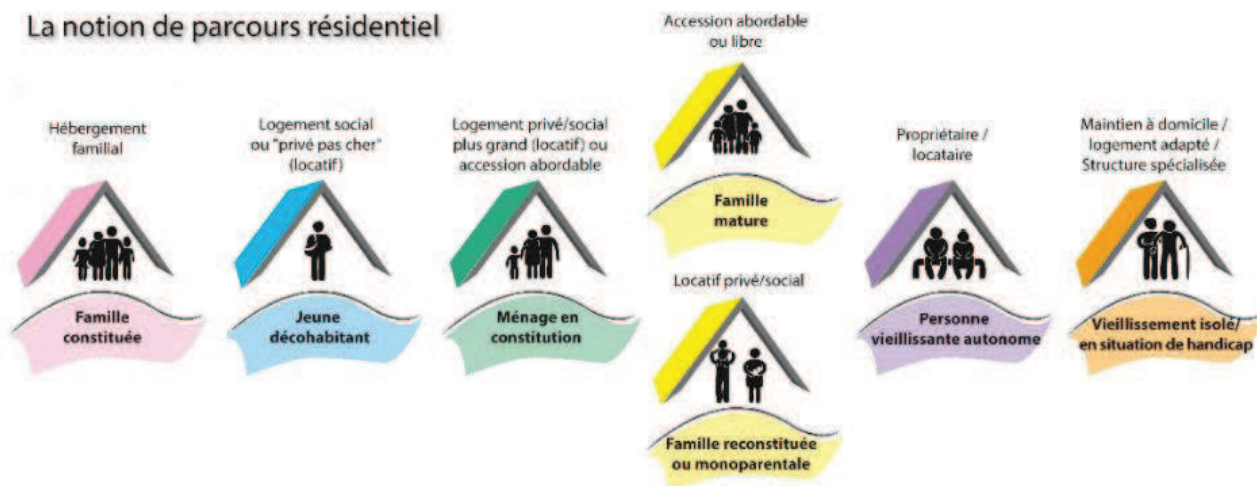 La notion de parcours résidentiel
Hébergement
familial
Famille
constituée
Logement social
ou "privé pas cher"
(locatif)
Jeune
décohabitant
Logement privé/social
plus grand (locatif) ou
accession abordable
Ménage en
constitution
Accession abordable
ou libre
Famille
mature
Locatif privé/social
Famille reconstituée
ou monoparentale
Propriétaire /
locataire
Personne
vieillissante autonome
Maintien à domicile /
logement adapté /
Structure spécialisée
Vieillissement isolé/
en situation de handicap